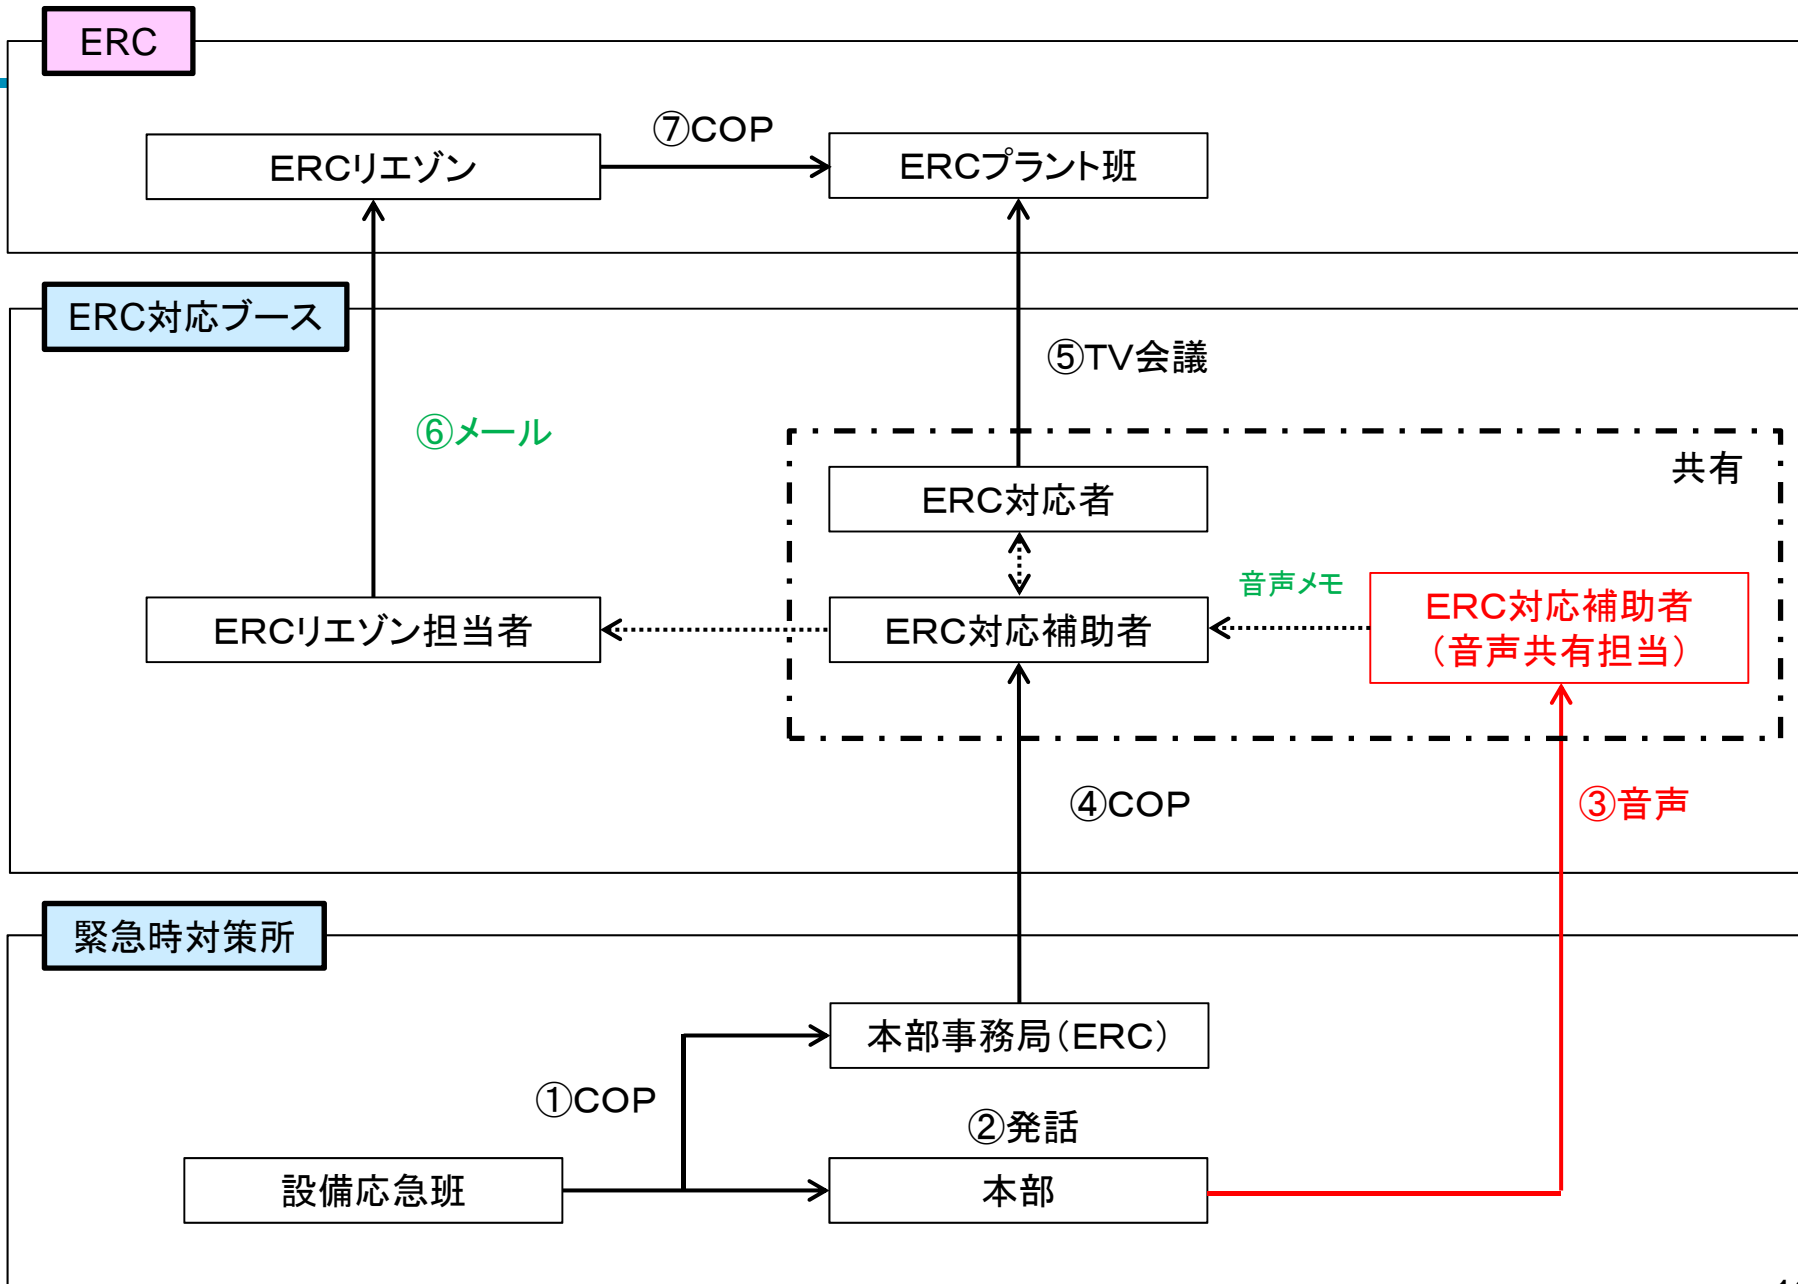 ERC
⑦COP
ERCリエゾン
ERCプラント班
ERC対応ブース
⑤TV会議
⑥メール
共有
ERC対応者
音声メモ
ERC対応補助者
(音声共有担当)
ERCリエゾン担当者
ERC対応補助者
④COP
③音声
緊急時対策所
本部事務局(ERC)
①COP
②発話
設備応急班
本部